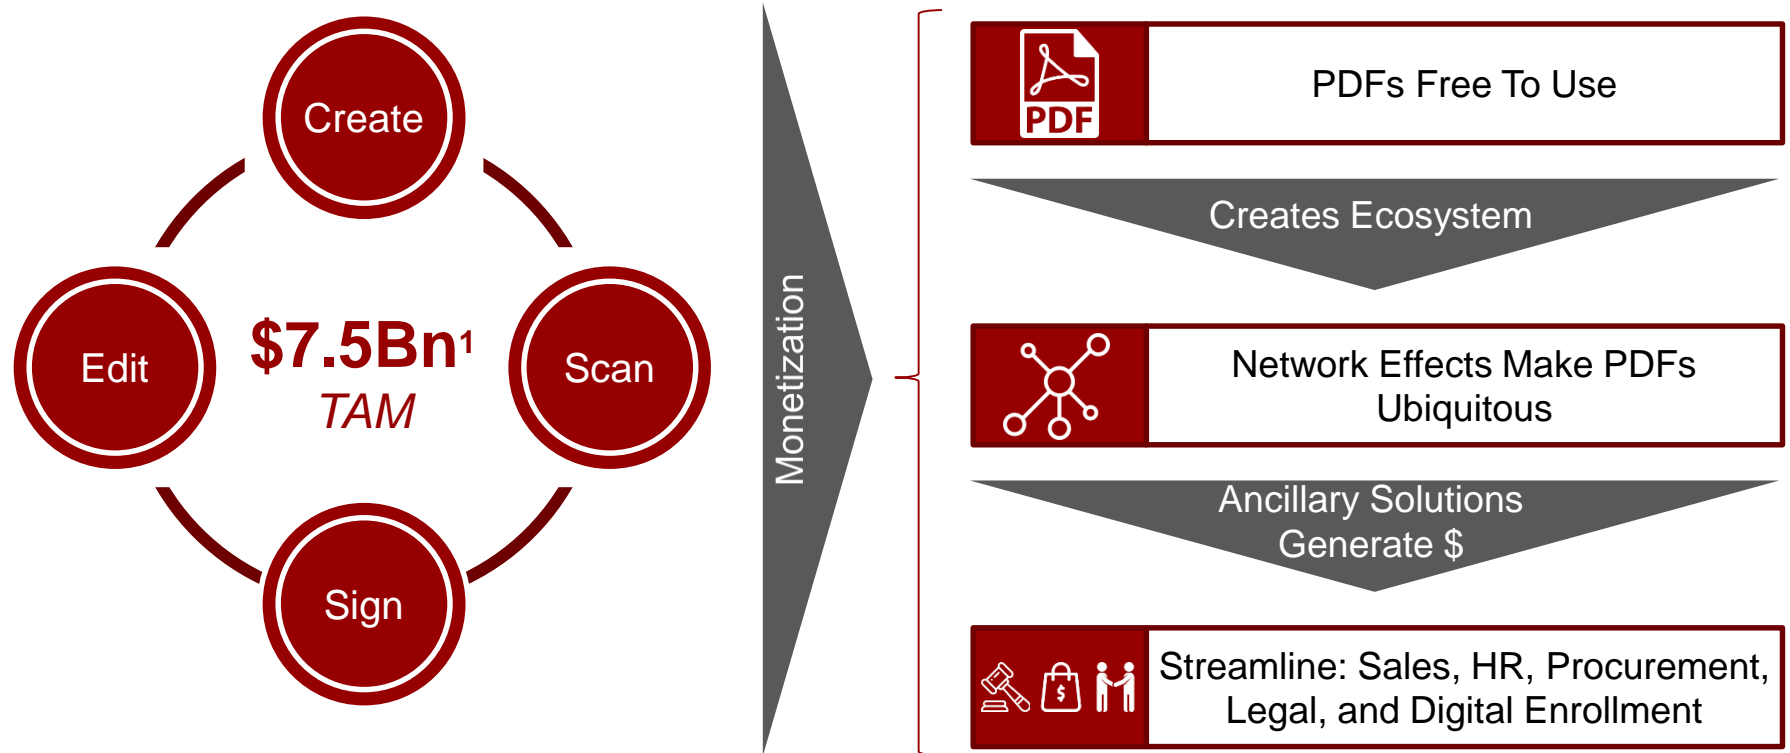 Create
Edit
$7.5Bn¹
TAM
Scan
Sign
Monetization
PDF
PDFs Free To Use
Creates Ecosystem
Network Effects Make PDFs
Ubiquitous
Ancillary Solutions
Generate $
$
Streamline: Sales, HR, Procurement,
Legal, and Digital Enrollment